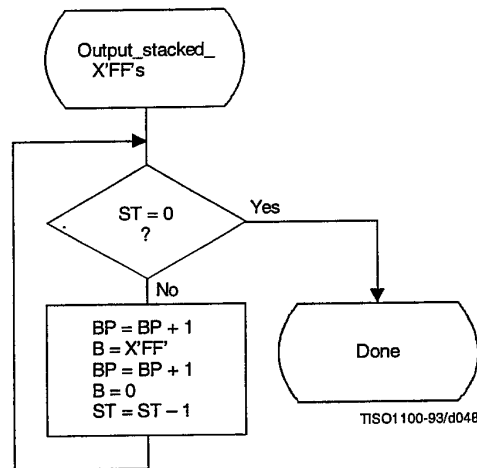 Output_stacked_
X'FF's
ST = 0
?
Yes
No
BP = BP + 1
B = X'FF'
BP = BP + 1
B = 0
ST = ST – 1
Done
TISO1100-93/d048